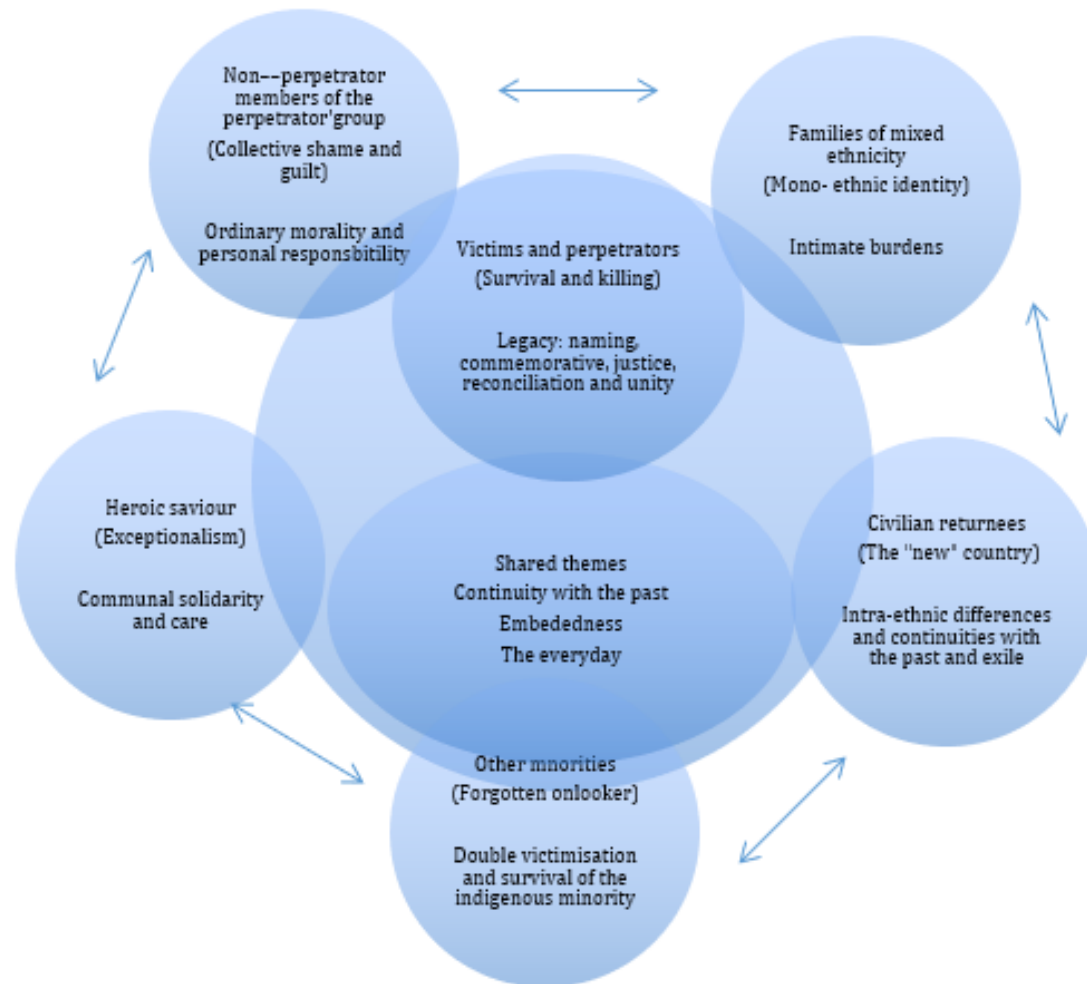 Non--perpetrator
members of the
perpetrator'group
(Collective shame and
guilt)
Ordinary morality and
personal responsbitility
Families of mixed
ethnicity
(Mono- ethnic identity)
Intimate burdens
Victims and perpetrators
(Survival and killing)
Legacy: naming,
commemorative, justice,
reconciliation and unity
Heroic saviour
(Exceptionalism)
Communal solidarity
and care
Shared themes
Continuity with the past
Embededness
The everyday
Civilian returnees
(The "new" country)
Intra-ethnic differences
and continuities with
the past and exile
Other mnorities
(Forgotten onlooker)
Double victimisation
and survival of the
indigenous minority